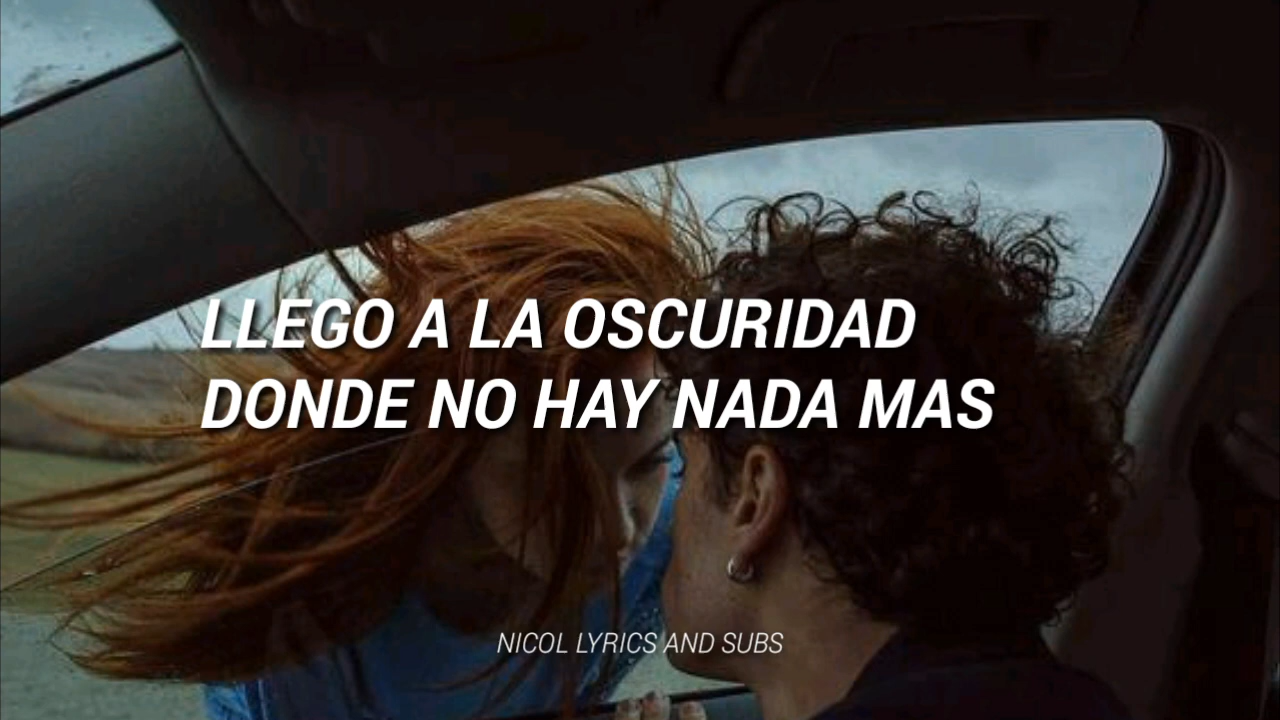 LLEGO A LA OSCURIDAD
DONDE NO HAY NADA MAS
NICOL LYRICS AND SUBS